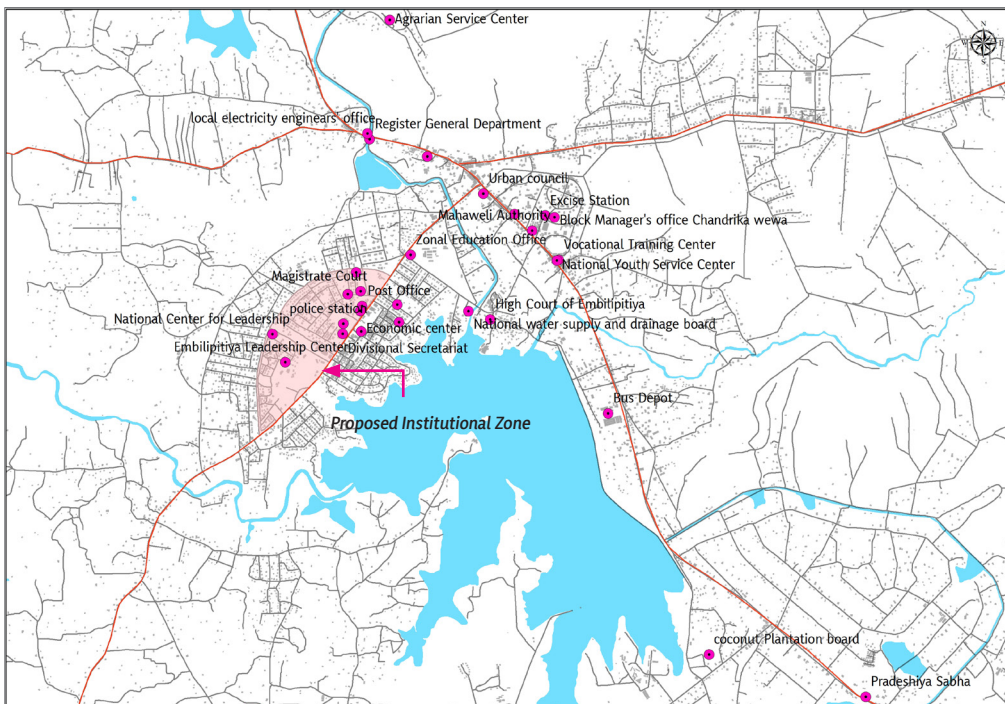 Agrarian Service Center
N
W E
S
local electricity enginears' office
Register General Department
Urban council
Excise Station
Mahaweli Authority
Block Manager's office Chandrika wewa
Zonal Education Office
Vocational Training Center
National Youth Service Center
Magistrate Court
Post Office
police station
High Court of Embilipitiya
National Center for Leadership
Economic center
National water supply and drainage board
Embilipitiya Leadership Center
Divisional Secretariat
Bus Depot
Proposed Institutional Zone
coconut Plantation board
Pradeshiya Sabha